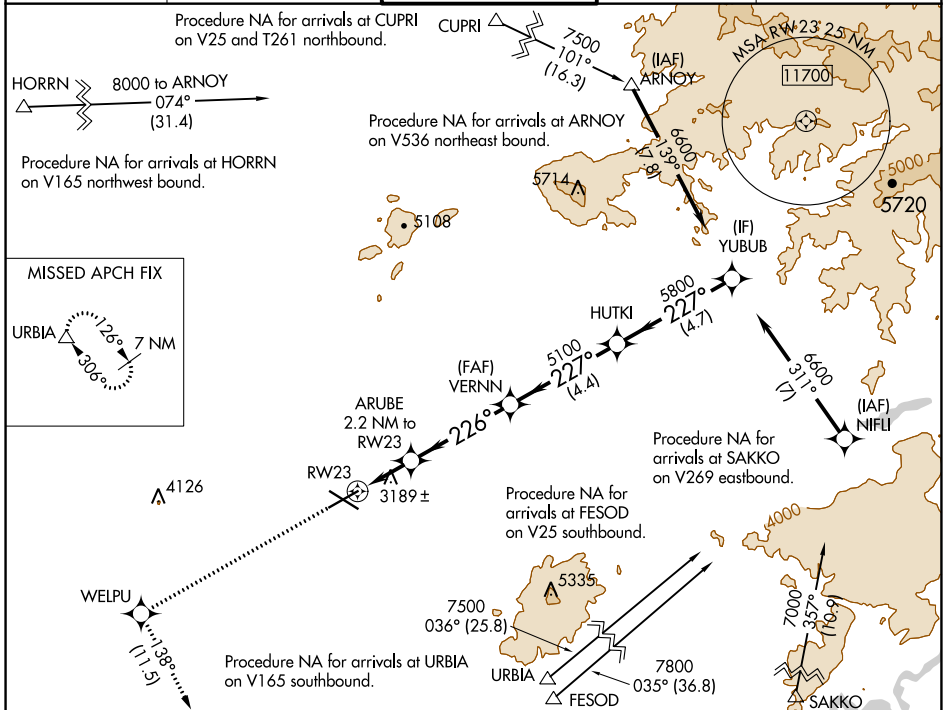 Procedure NA for arrivals at CUPRI
on V25 and T261 northbound.
CUPRI
7500
101°
(16.3)
(IAF)
ARNOY
MSA RW23 25 NM
11700
HORRN
8000 to ARNOY
074°
(31.4)
Procedure NA for arrivals at HORRN
on V165 northwest bound.
Procedure NA for arrivals at ARNOY
on V536 northeast bound.
6600
139°
(7.8)
5714
5108
5000
5720
(IF)
YUBUB
MISSED APCH FIX
URBIA
126°
306°
7 NM
5800
227°
(4.7)
HUTKI
5100
227°
(4.4)
(FAF)
VERNN
226°
ARUBE
2.2 NM to
RW23
RW23
3189 ±
6600
311°
(7)
(IAF)
NIFLI
Procedure NA for
arrivals at SAKKO
on V269 eastbound.
4126
Procedure NA for
arrivals at FESOD
on V25 southbound.
4000
WELPU
138°
(11.5)
Procedure NA for arrivals at URBIA
on V165 southbound.
5335
7500
036° (25.8)
URBIA
7800
035° (36.8)
FESOD
7000
357°
(10.9)
SAKKO